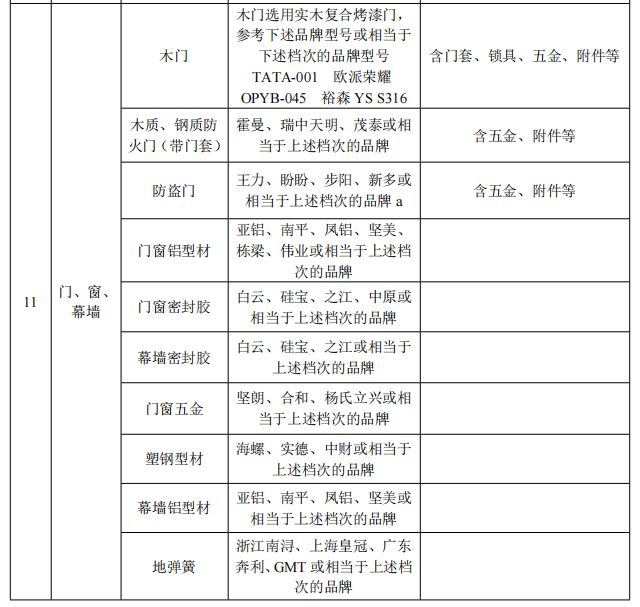 木门
木门选用实木复合烤漆门，
参考下述品牌型号或相当于
下述档次的品牌型号
TATA-001 欧派荣耀
OPYB-045 裕森 YS S316
含门套、锁具、五金、附件等
木质、钢质防
火门（带门套）
霍曼、瑞中天明、茂泰或相
当于上述档次的品牌
含五金、附件等
防盗门
王力、盼盼、步阳、新多或
相当于上述档次的品牌 a
含五金、附件等
11
门、窗、
幕墙
门窗铝型材
亚铝、南平、凤铝、坚美、
栋梁、伟业或相当于上述档
次的品牌
门窗密封胶
白云、硅宝、之江、中原或
相当于上述档次的品牌
幕墙密封胶
白云、硅宝、之江或相当于
上述档次的品牌
门窗五金
坚朗、合和、杨氏立兴或相
当于上述档次的品牌
塑钢型材
海螺、实德、中财或相当于
上述档次的品牌
幕墙铝型材
亚铝、南平、凤铝、坚美或
相当于上述档次的品牌
地弹簧
浙江南浔、上海皇冠、广东
奔利、GMT 或相当于上述档
次的品牌